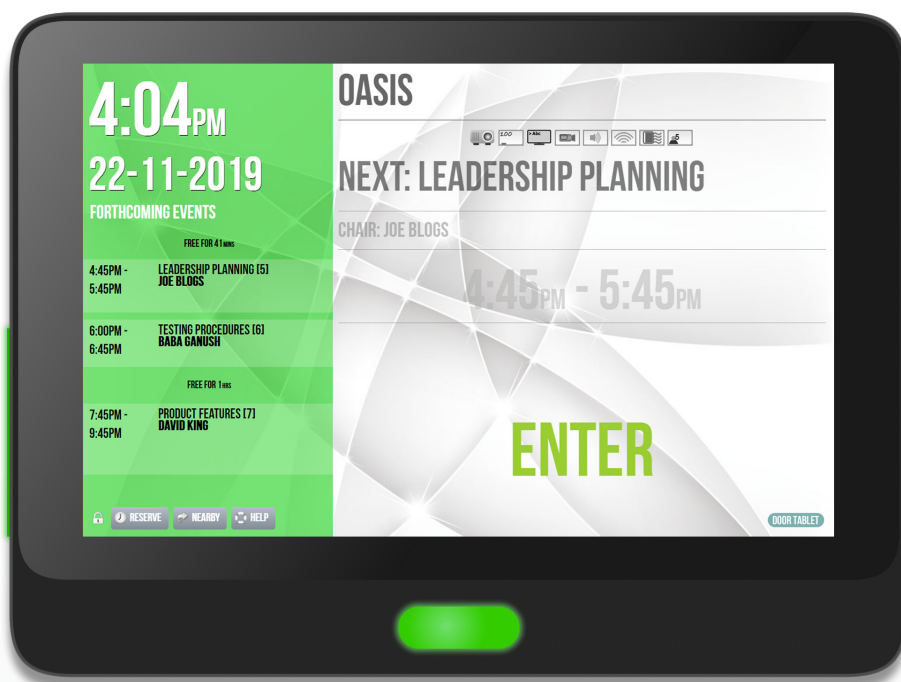 4:04PM
22-11-2019
FORTHCOMING EVENTS
FREE FOR 41 MINS
4:45PM -
5:45PM
LEADERSHIP PLANNING [5]
JOE BLOGS
6:00PM -
6:45PM
TESTING PROCEDURES [6]
BABA GANUSH
FREE FOR 1 HRS
7:45PM -
9:45PM
PRODUCT FEATURES [7]
DAVID KING
RESERVE
NEARBY
HELP
OASIS
100
>Abc
5
NEXT: LEADERSHIP PLANNING
CHAIR: JOE BLOGS
4:45PM - 5:45PM
ENTER
DOOR TABLET